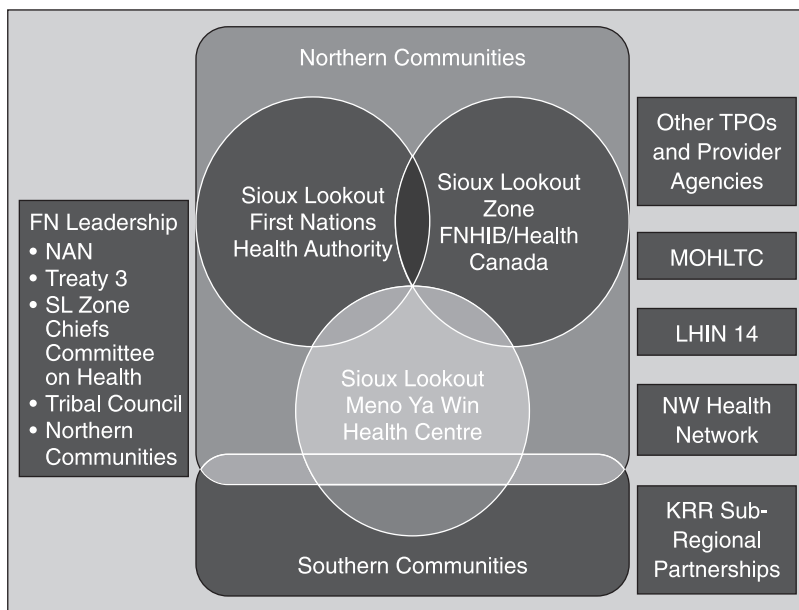 Northern Communities
Sioux Lookout
First Nations
Health Authority
Sioux Lookout
Zone
FNHIB/Health
Canada
Sioux Lookout
Meno Ya Win
Health Centre
Southern Communities
FN Leadership
• NAN
• Treaty 3
• SL Zone
Chiefs
Committee
on Health
• Tribal Council
• Northern
Communities
Other TPOs
and Provider
Agencies
MOHLTC
LHIN 14
NW Health
Network
KRR Sub-
Regional
Partnerships